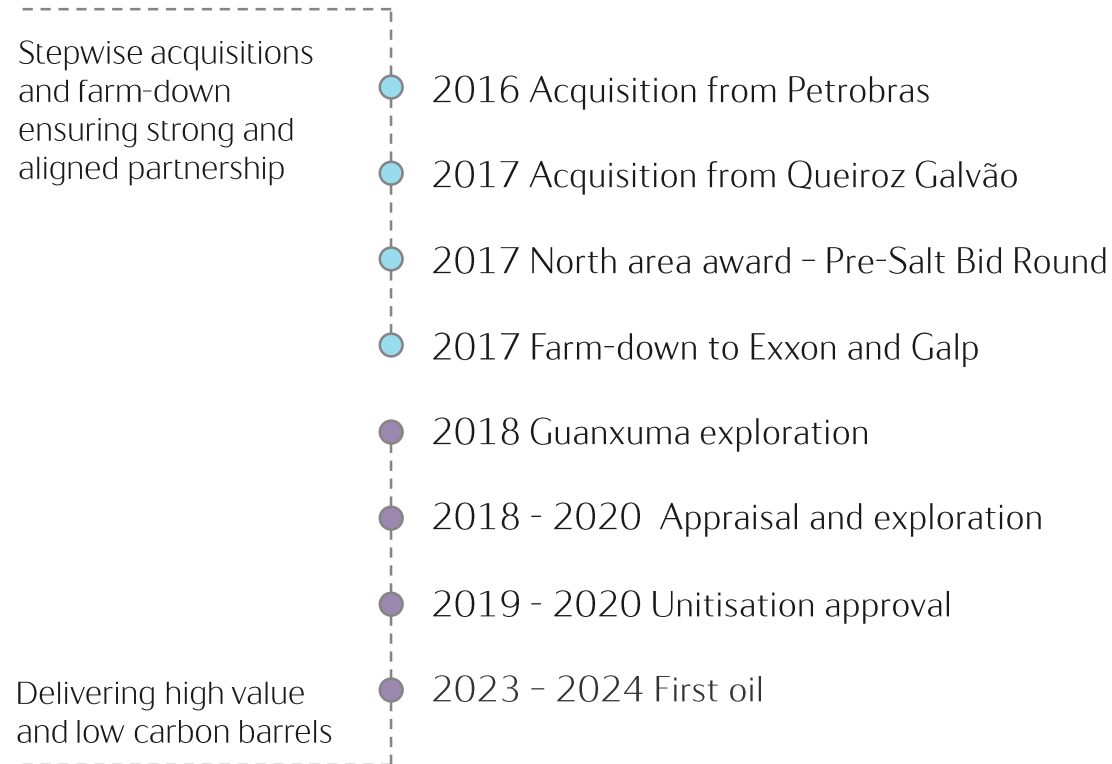 Stepwise acquisitions
and farm-down
ensuring strong and
aligned partnership
2016 Acquisition from Petrobras
2017 Acquisition from Queiroz Galvão
2017 North area award – Pre-Salt Bid Round
2017 Farm-down to Exxon and Galp
2018 Guanxuma exploration
2018 - 2020  Appraisal and exploration
2019 - 2020 Unitisation approval
2023 – 2024 First oil
Delivering high value
and low carbon barrels